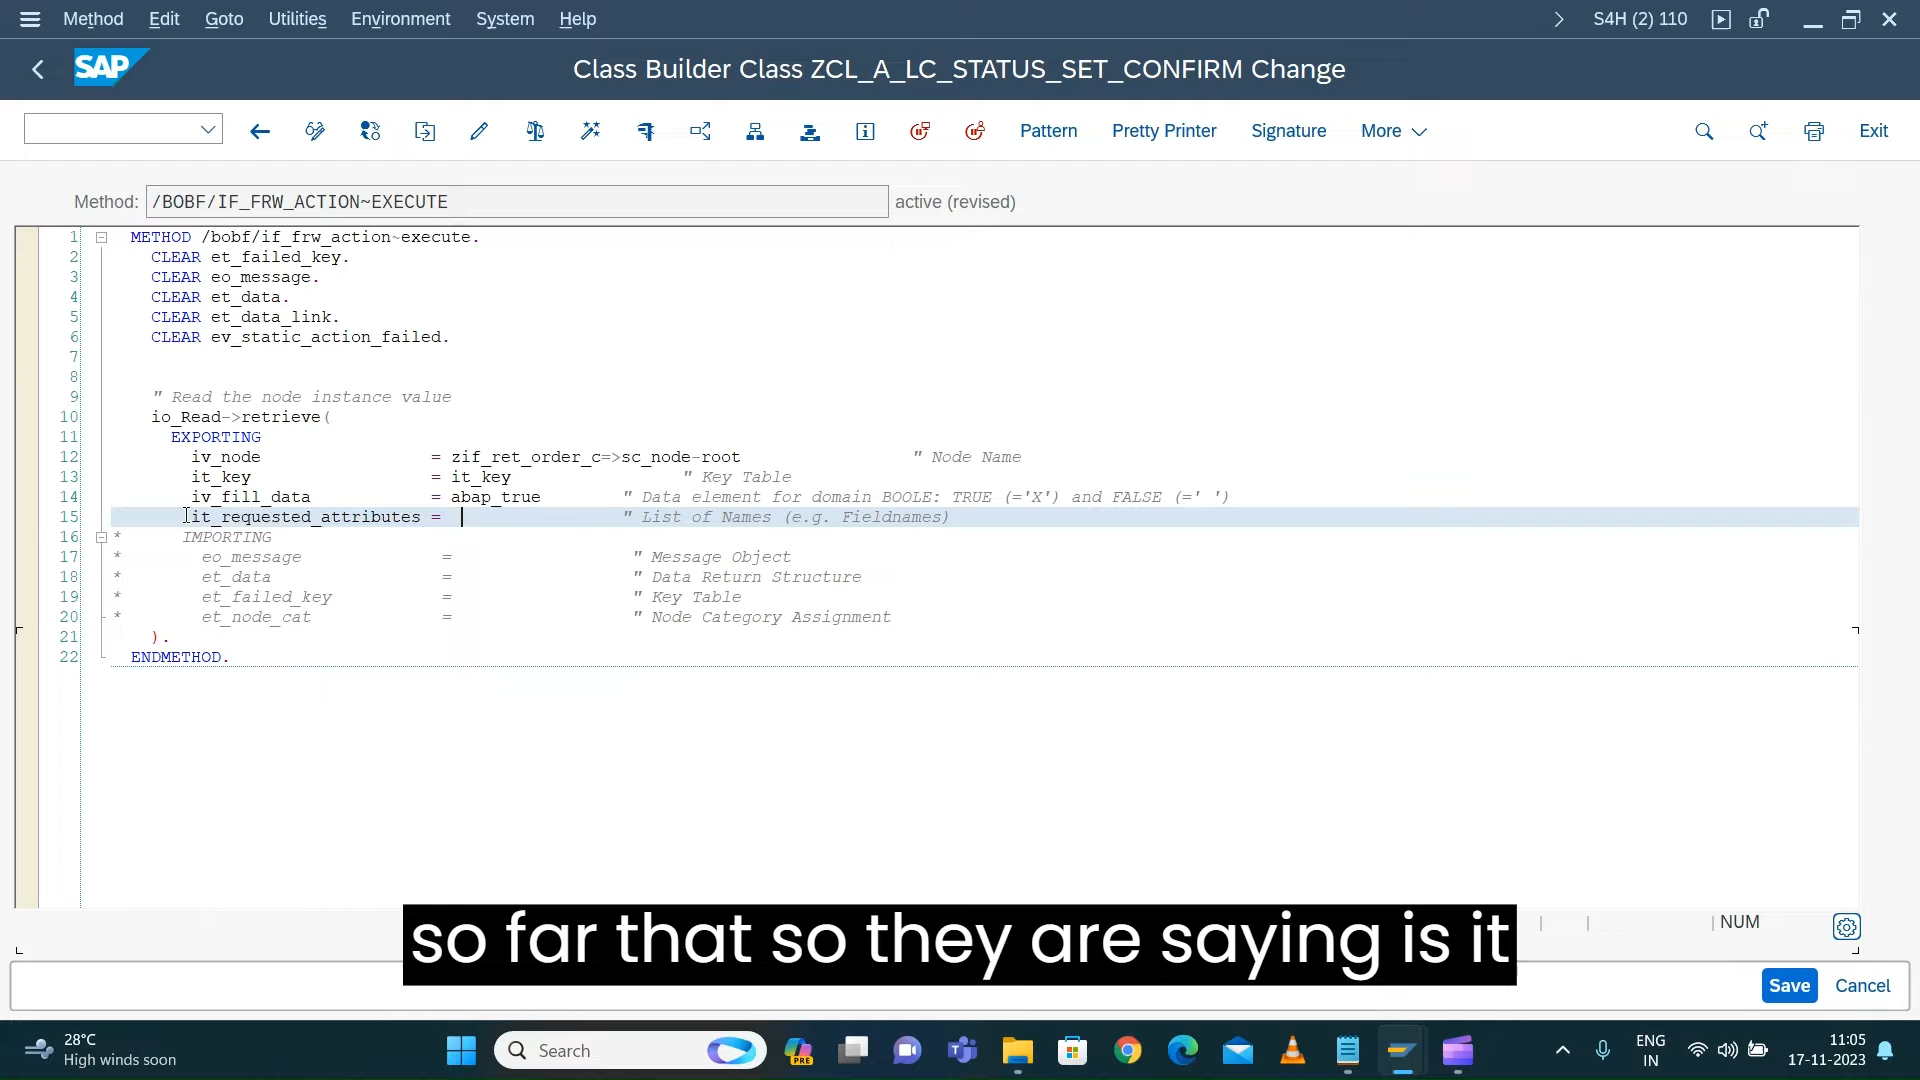 Method Edit Goto Utilities Environment System Help S4H (2) 110
SAP Class Builder Class ZCL_A_LC_STATUS_SET_CONFIRM Change
Pattern Pretty Printer Signature More Exit
Method: /BOBF/IF_FRW_ACTION~EXECUTE active (revised)
1 METHOD /bobf/if_frw_action~execute.
2 CLEAR et_failed_key.
3 CLEAR eo_message.
4 CLEAR et_data.
5 CLEAR et_data_link.
6 CLEAR ev_static_action_failed.
7
8
9 " Read the node instance value
10 io_Read->retrieve(
11 EXPORTING
12 iv_node = zif_ret_order_c=>sc_node-root " Node Name
13 it_key = it_key " Key Table
14 iv_fill_data = abap_true " Data element for domain BOOLE: TRUE (='X') and FALSE (=' ')
15 it_requested_attributes = " List of Names (e.g. Fieldnames)
16 * IMPORTING
17 * eo_message = " Message Object
18 * et_data = " Data Return Structure
19 * et_failed_key = " Key Table
20 * et_node_cat = " Node Category Assignment
21 ).
22 ENDMETHOD.
so far that so they are saying is it
NUM
Save Cancel
28°C
High winds soon
Search
PRE
ENG
IN
11:05
17-11-2023